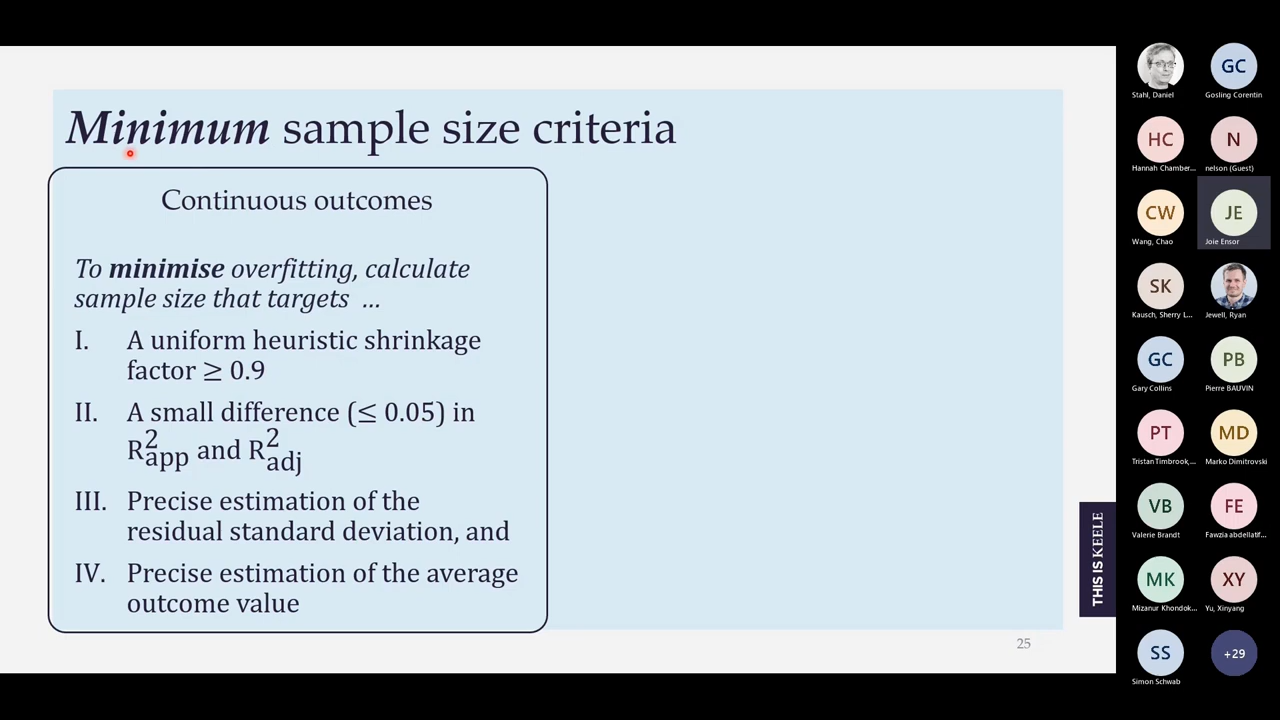 Minimum sample size criteria
Continuous outcomes
To minimise overfitting, calculate
sample size that targets ...
I. A uniform heuristic shrinkage
factor ≥ 0.9
II. A small difference (≤ 0.05) in
R²app and R²adj
III. Precise estimation of the
residual standard deviation, and
IV. Precise estimation of the average
outcome value
25
THIS IS KEELE
Stahl, Daniel
GC
Gosling Corentin
HC
Hannah Chamber...
N
nelson (Guest)
CW
Wang, Chao
JE
Joie Ensor
SK
Kausch, Sherry L...
Jewell, Ryan
GC
Gary Collins
PB
Pierre BAUVIN
PT
Tristan Timbrook,...
MD
Marko Dimitrovski
VB
Valerie Brandt
FE
Fawzia abdellatif...
MK
Mizanur Khondok...
XY
Yu, Xinyang
SS
Simon Schwab
+29